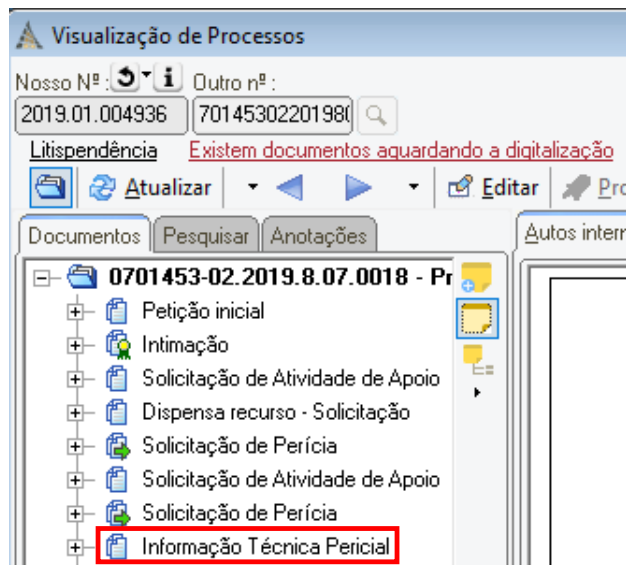 Visualização de Processos
Nosso Nº : i Outro nº :
2019.01.004936 70145302201980
Litispendência Existem documentos aguardando a digitalização
Atualizar Editar Pro
Documentos Pesquisar Anotações Autos intern
0701453-02.2019.8.07.0018 - Pr
Petição inicial
Intimação
Solicitação de Atividade de Apoio
Dispensa recurso - Solicitação
Solicitação de Perícia
Solicitação de Atividade de Apoio
Solicitação de Perícia
Informação Técnica Pericial